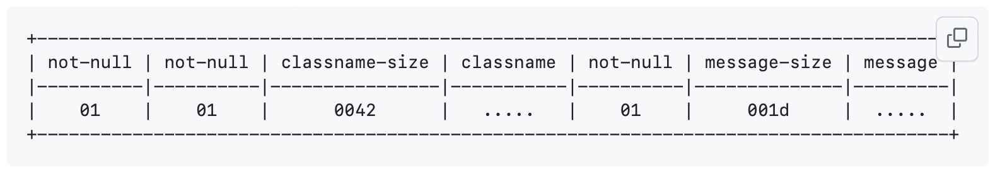 +---------------------------------------------------------------------------------------
| not-null | not-null | classname-size | classname | not-null | message-size | message |
|----------|----------|----------------|-----------|----------|--------------|---------|
|    01    |    01    |      0042      |   .....   |    01    |     001d     |  .....  |
+--------------------------------------------------------------------------------------+